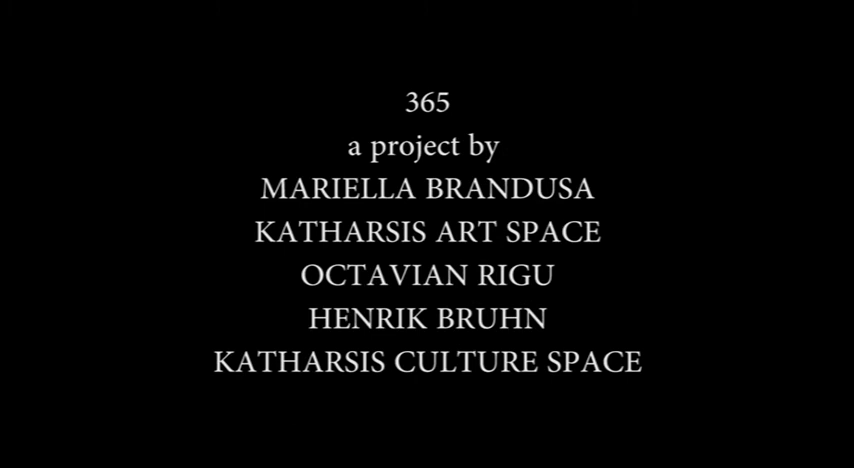 365
a project by
MARIELLA BRANDUSA
KATHARSIS ART SPACE
OCTAVIAN RIGU
HENRIK BRUHN
KATHARSIS CULTURE SPACE